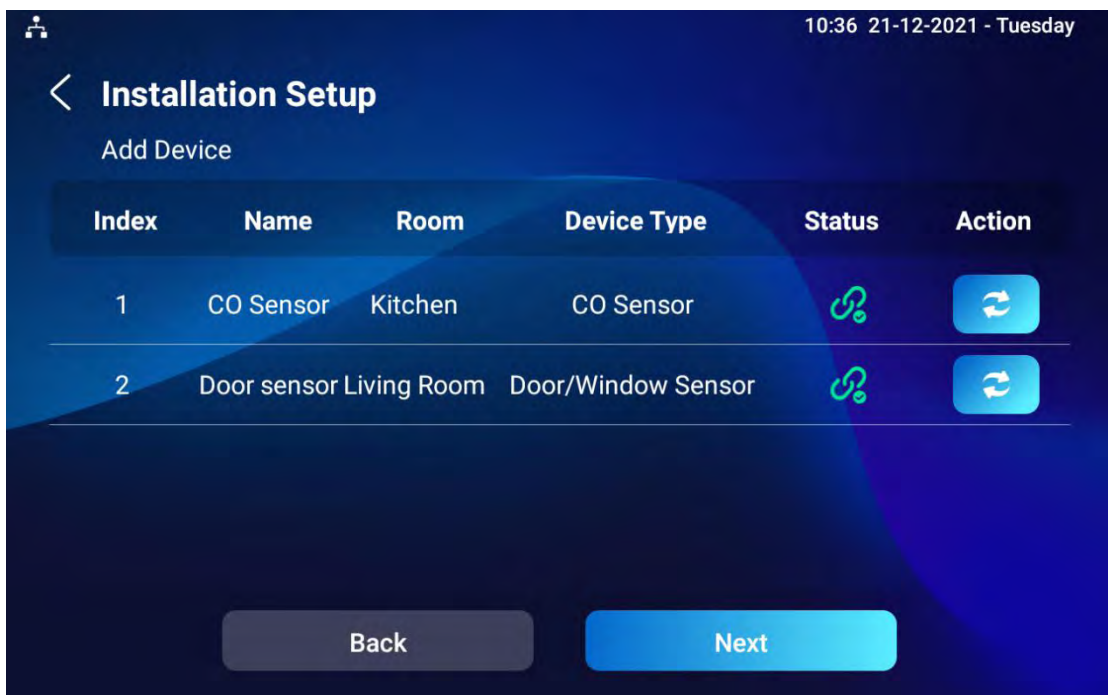 10:36 21-12-2021 - Tuesday
Installation Setup
Add Device
Index Name Room Device Type Status Action
1 CO Sensor Kitchen CO Sensor
2 Door sensor Living Room Door/Window Sensor
Back Next